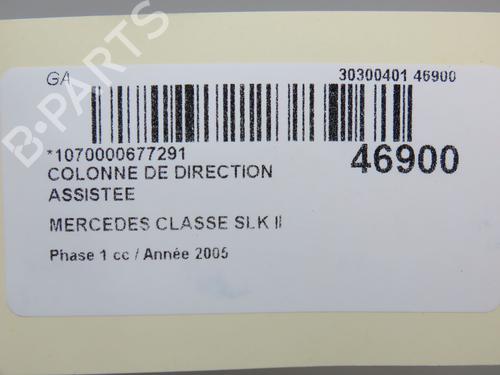 GA 30300401 46900
*1070000677291
46900
COLONNE DE DIRECTION
ASSISTEE
MERCEDES CLASSE SLK II
Phase 1 cc / Année 2005
B-PARTS